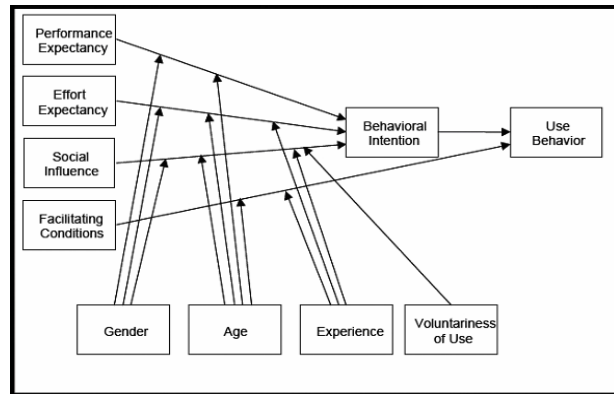 Performance
Expectancy
Effort
Expectancy
Social
Influence
Facilitating
Conditions
Behavioral
Intention
Use
Behavior
Gender
Age
Experience
Voluntariness
of Use